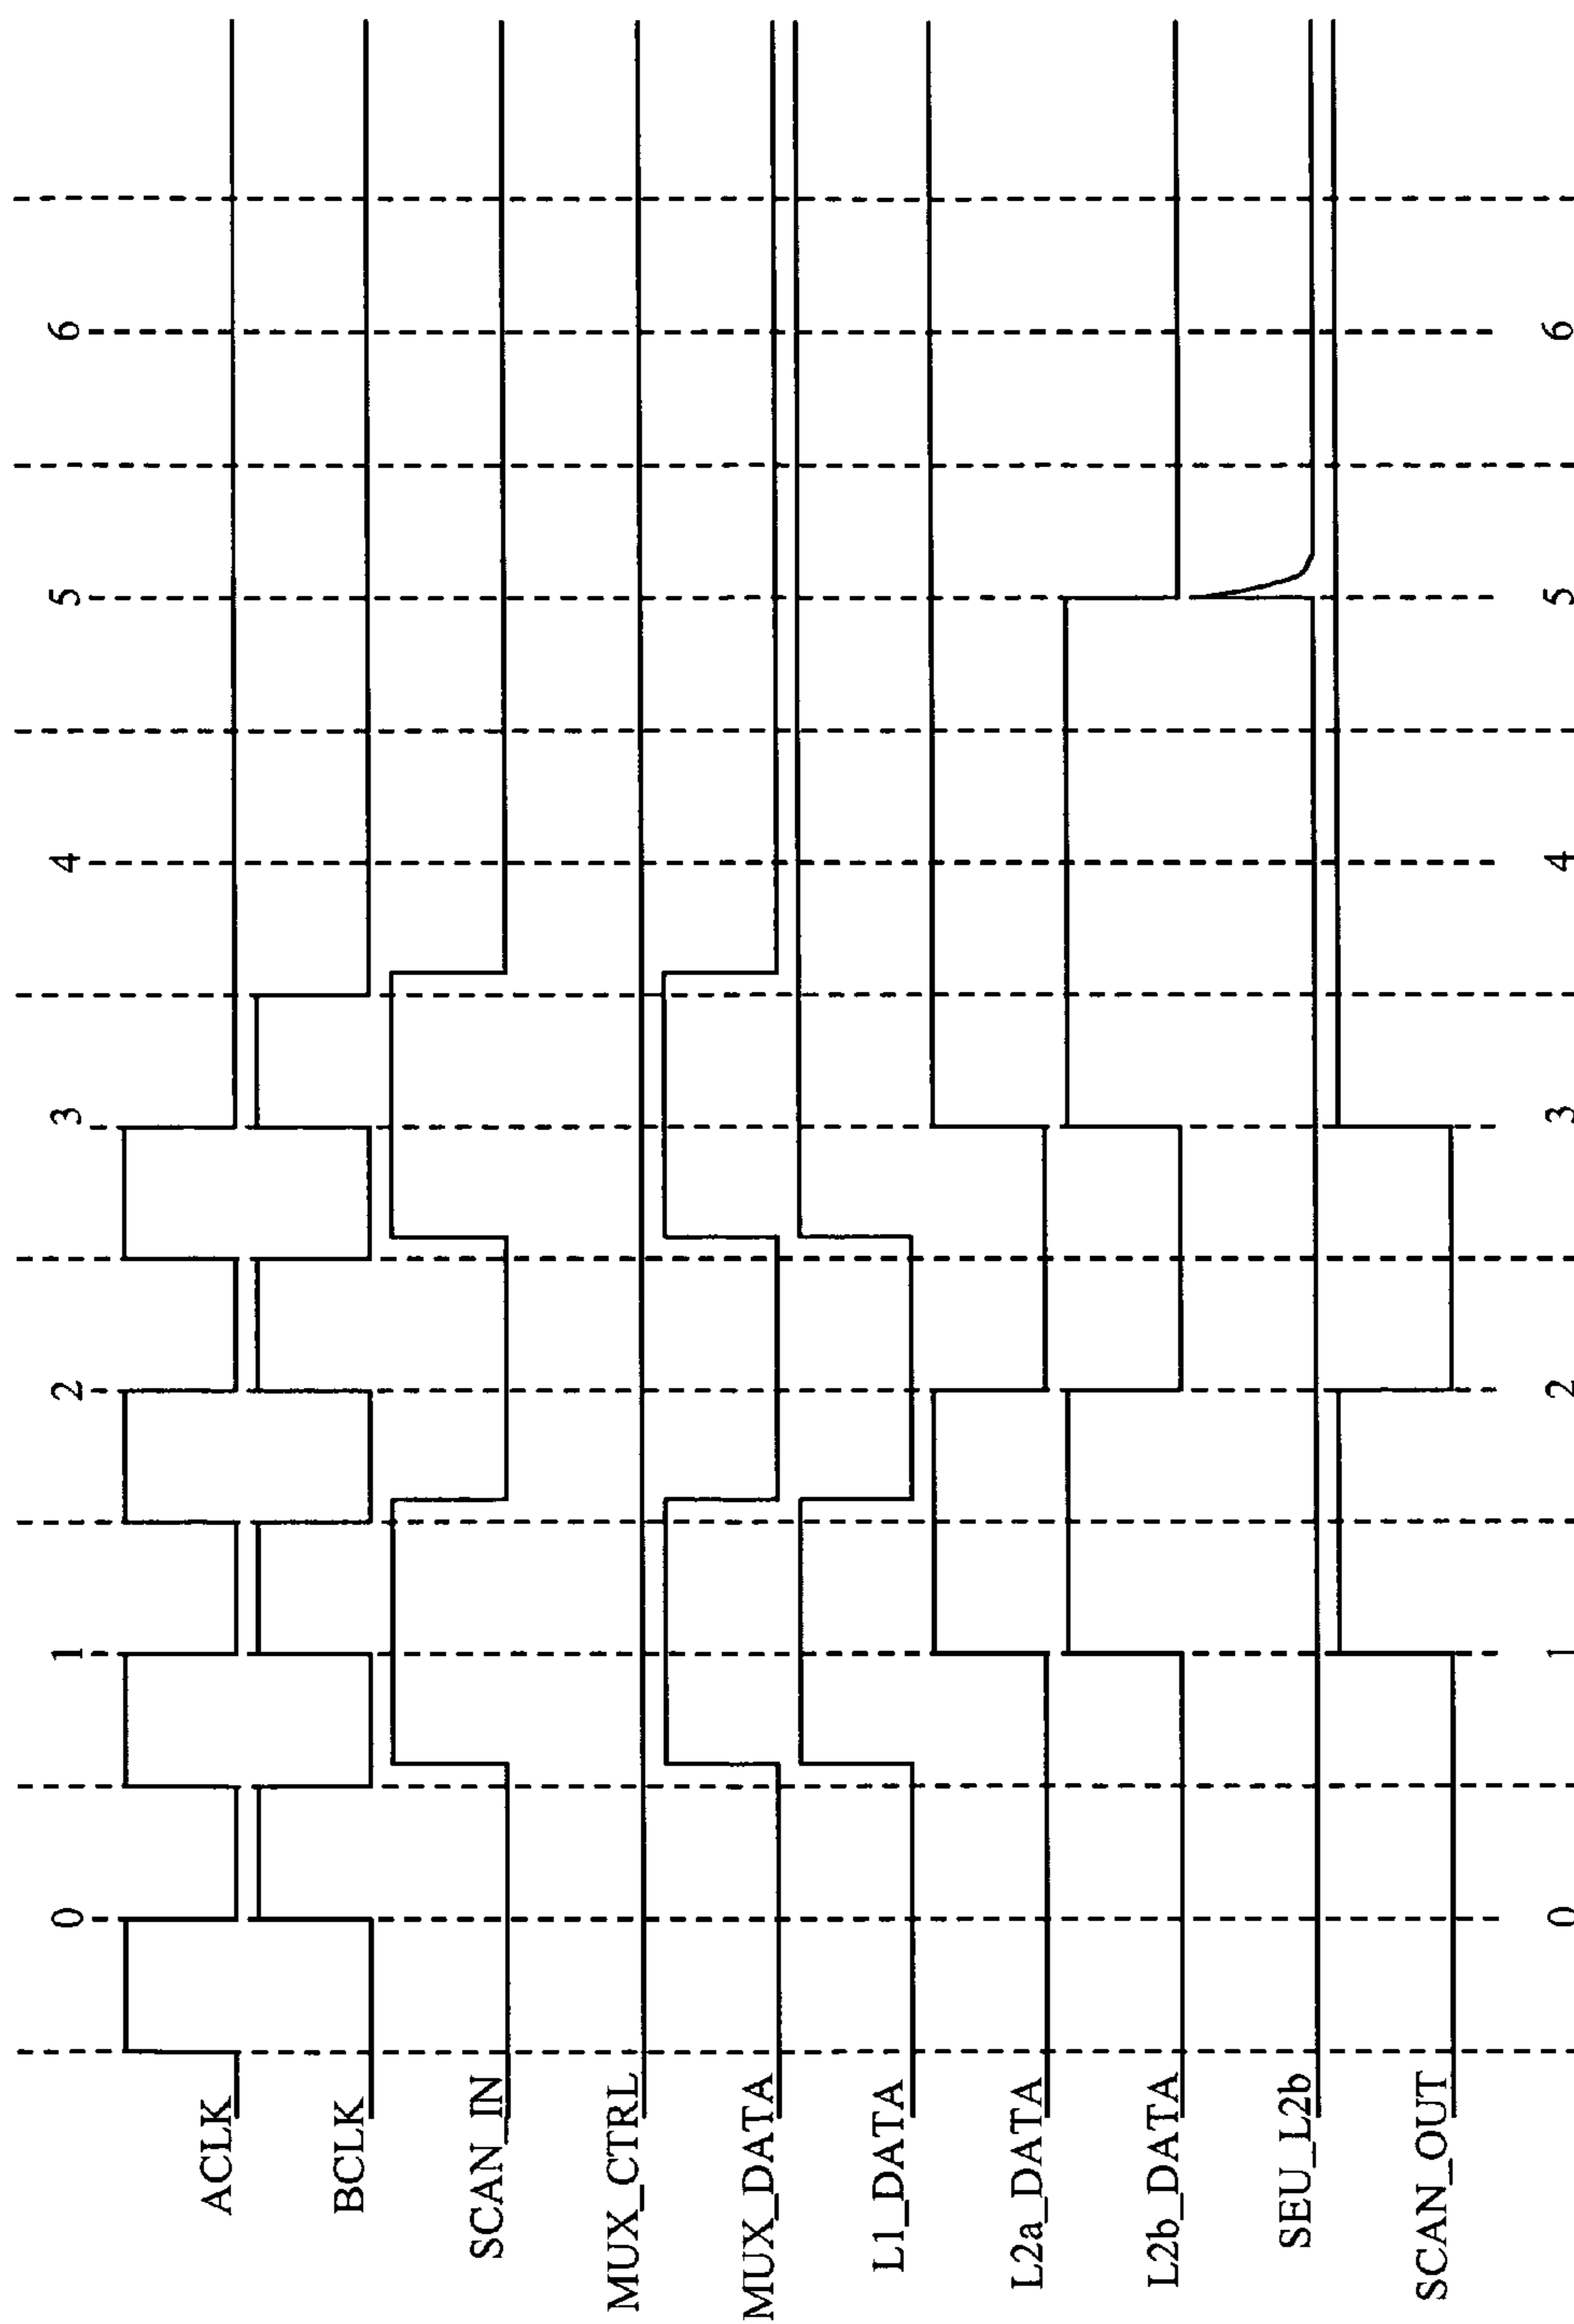 0 1 2 3 4 5 6
ACLK
BCLK
SCAN_IN
MUX_CTRL
MUX_DATA
L1_DATA
L2a_DATA
L2b_DATA
SEU_L2b
SCAN_OUT
0 1 2 3 4 5 6